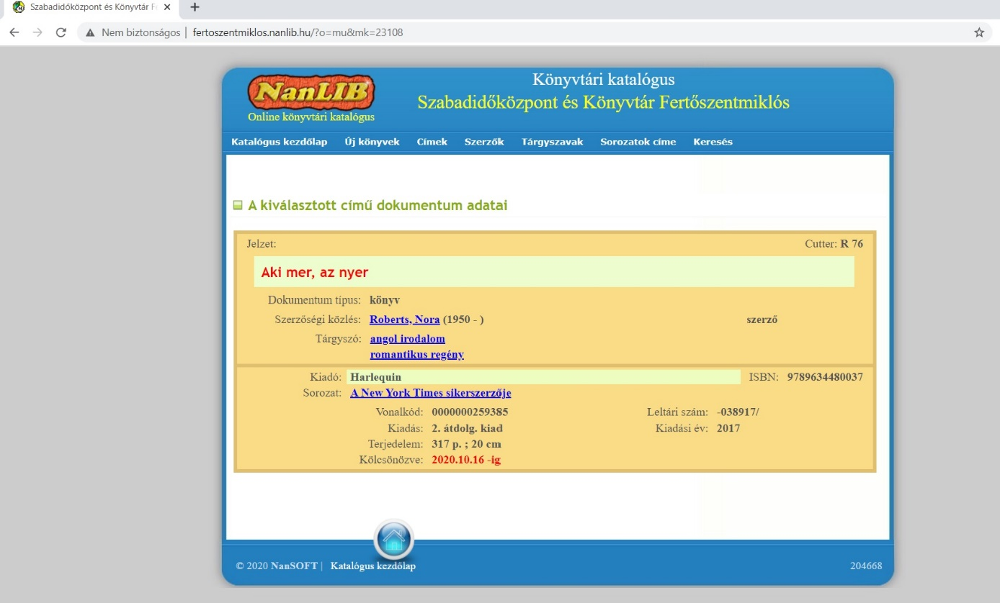 Szabadidőközpont és Könyvtár F
Nem biztonságos | fertoszentmiklos.nanlib.hu/?o=mu&mk=23108
NanLIB
Online könyvtári katalógus
Könyvtári katalógus
Szabadidőközpont és Könyvtár Fertőszentmiklós
Katalógus kezdőlap Új könyvek Címek Szerzők Tárgyszavak Sorozatok címe Keresés
A kiválasztott című dokumentum adatai
Jelzet: Cutter: R 76
Aki mer, az nyer
Dokumentum típus: könyv
Szerzőségi közlés: Roberts, Nora (1950 - ) szerző
Tárgyszó: angol irodalom
romantikus regény
Kiadó: Harlequin ISBN: 9789634480037
Sorozat: A New York Times sikerszerzője
Vonalkód: 0000000259385 Leltári szám: -038917/
Kiadás: 2. átdolg. kiad Kiadási év: 2017
Terjedelem: 317 p. ; 20 cm
Kölcsönözve: 2020.10.16 -ig
© 2020 NanSOFT | Katalógus kezdőlap 204668